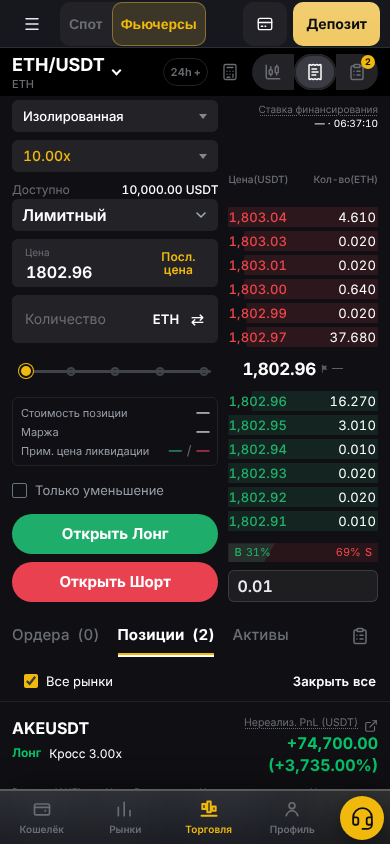 Спот Фьючерсы Депозит
ETH/USDT 24h + 2
ETH
Изолированная
Ставка финансирования
— · 06:37:10
10.00x
Доступно 10,000.00 USDT
Цена(USDT) Кол-во(ETH)
Лимитный
Цена
1802.96
Посл. цена
Количество ETH
1,803.04 4.610
1,803.03 0.020
1,803.01 0.020
1,803.00 0.640
1,802.99 0.020
1,802.97 37.680
1,802.96 —
1,802.96 16.270
1,802.95 3.010
1,802.94 0.010
1,802.93 0.020
1,802.92 0.020
1,802.91 0.010
B 31% 69% S
0.01
Стоимость позиции —
Маржа —
Прим. цена ликвидации — / —
Только уменьшение
Открыть Лонг
Открыть Шорт
Ордера (0) Позиции (2) Активы
Все рынки Закрыть все
AKEUSDT Нереализ. PnL (USDT)
Лонг Кросс 3.00x +74,700.00
(+3,735.00%)
Кошелёк Рынки Торговля Профиль